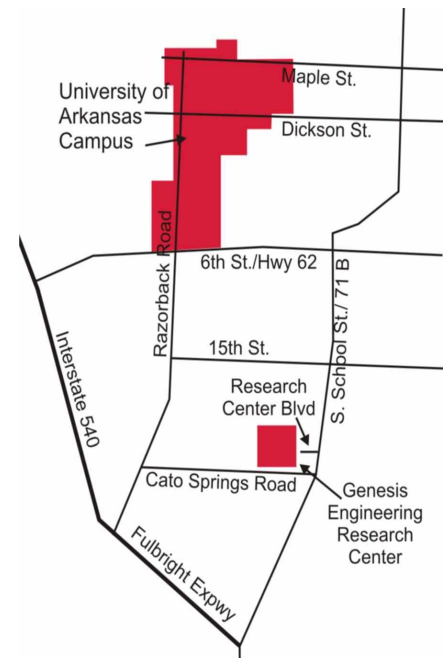 University of
Arkansas
Campus
Maple St.
Dickson St.
Razorback Road
6th St./Hwy 62
S. School St./ 71 B
15th St.
Interstate 540
Research
Center Blvd
Cato Springs Road
Genesis
Engineering
Research
Center
Fulbright Expwy